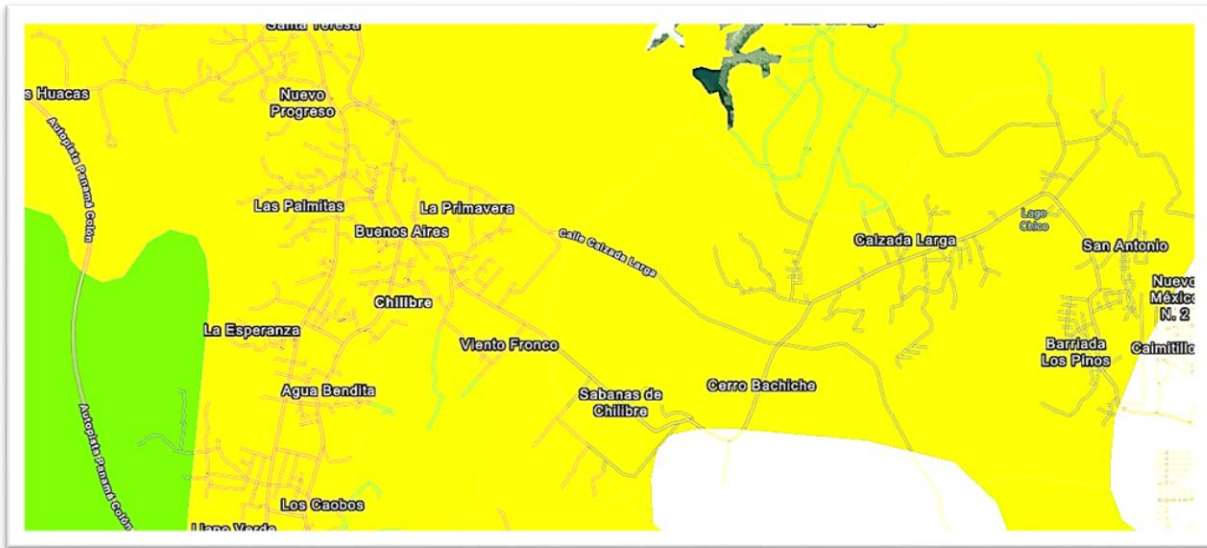 Santa Teresa
s Huacas
Nuevo
Progreso
Autopista Panamá Colón
Las Palmitas
La Primavera
Buenos Aires
Calle Calzada Larga
Calzada Larga
Lago
Chico
San Antonio
Chilibre
Nuevo
México
N. 2
La Esperanza
Viento Fronco
Barriada
Los Pinos
Caimitillo
Agua Bendita
Sabanas de
Chilibre
Cerro Bachiche
Autopista Panamá Colón
Los Caobos
Llano Verde